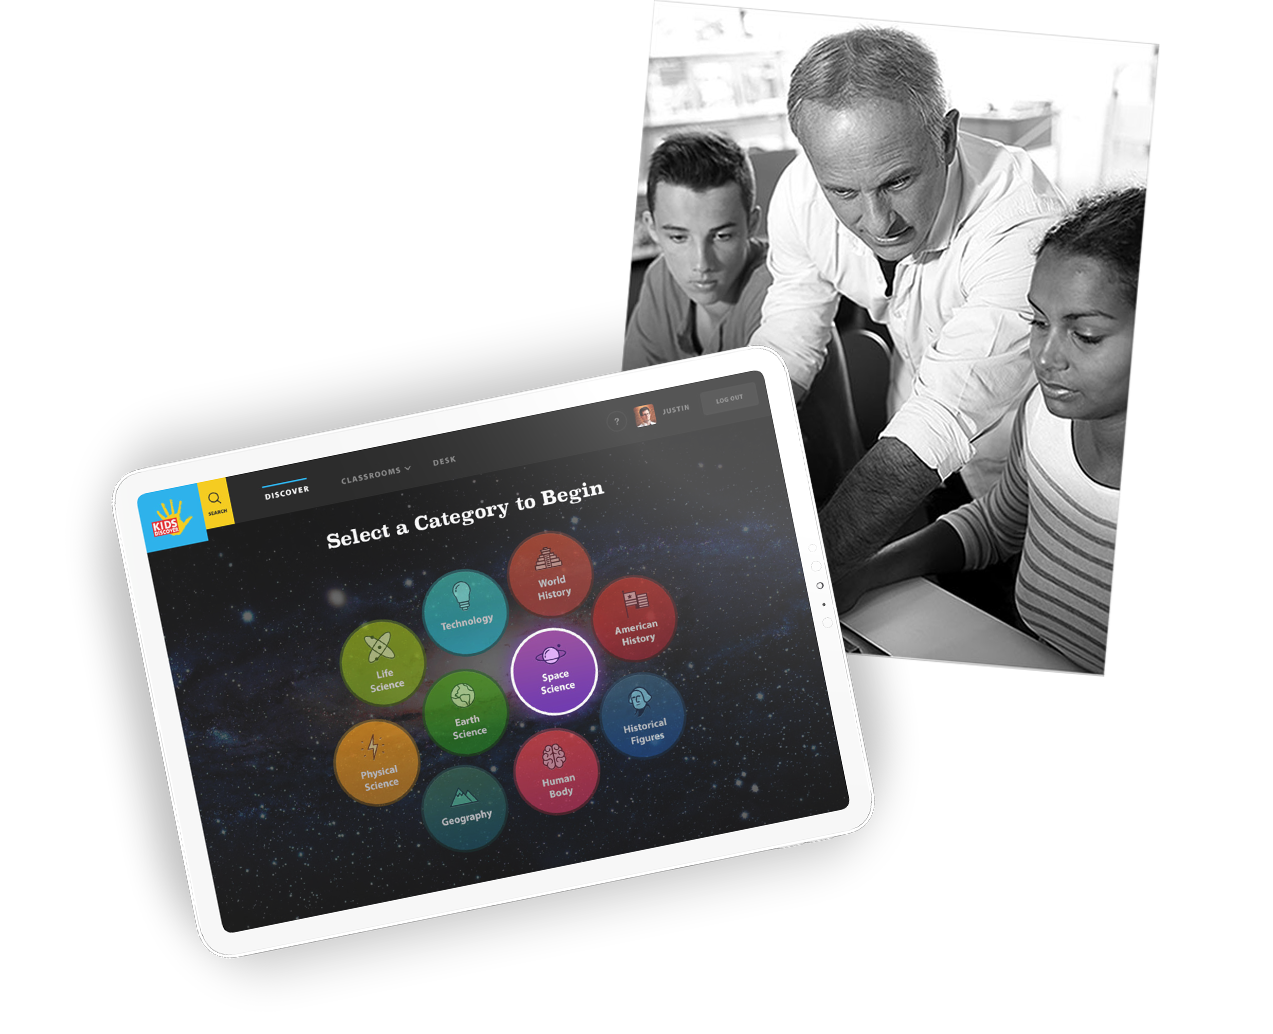 KIDS
DISCOVER
SEARCH
DISCOVER
CLASSROOMS
DESK
?
JUSTIN
LOG OUT
Select a Category to Begin
World
History
Technology
American
History
Life
Science
Space
Science
Earth
Science
Historical
Figures
Physical
Science
Human
Body
Geography